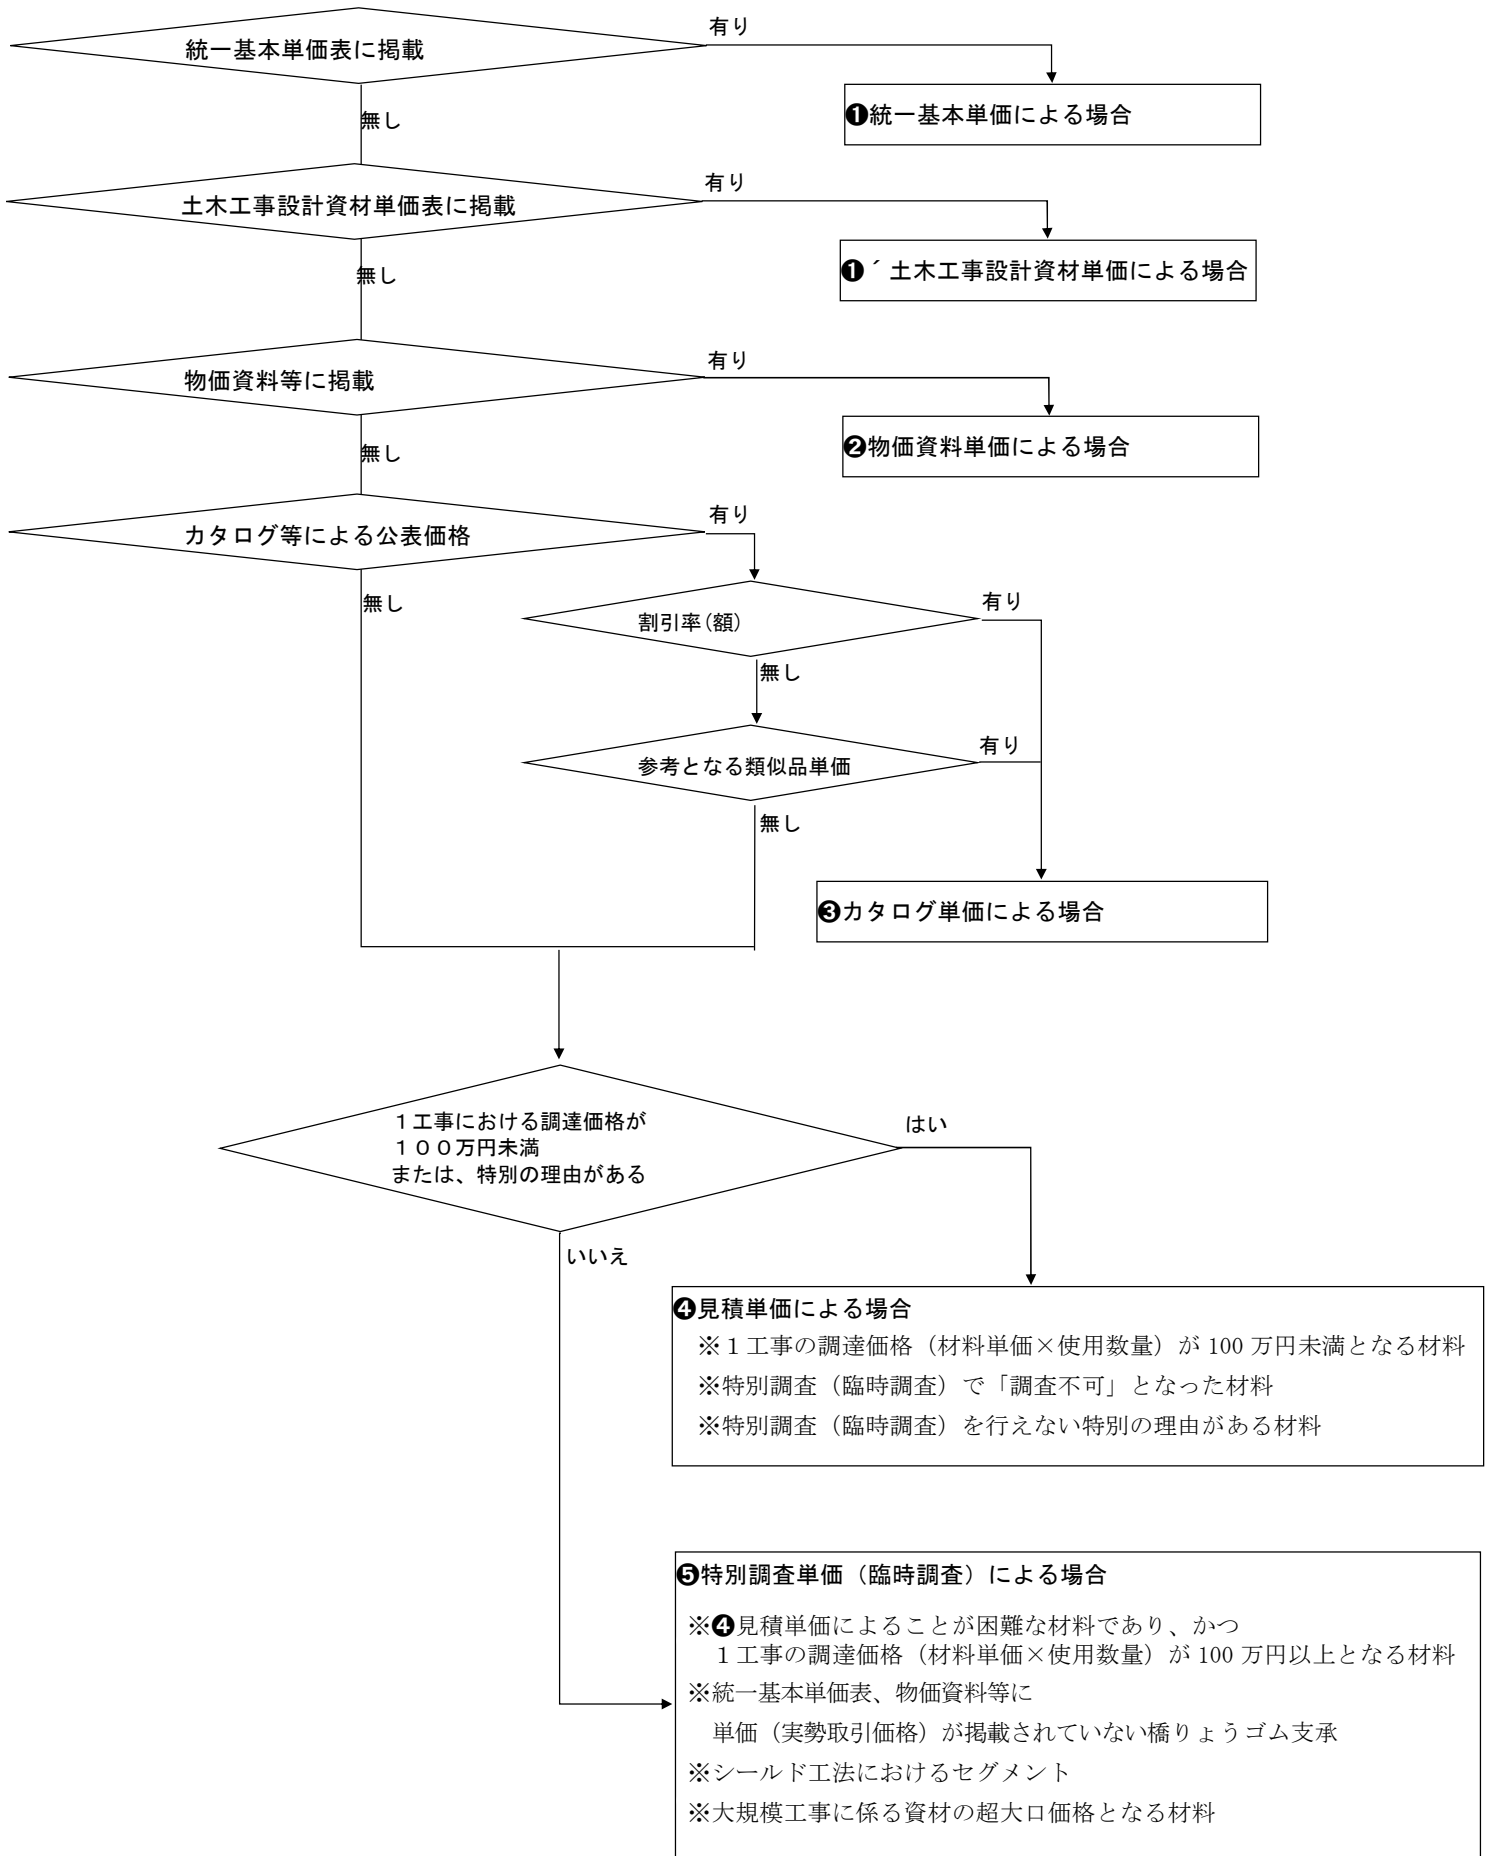 有り
統一基本単価表に掲載
❶統一基本単価による場合
無し
有り
土木工事設計資材単価表に掲載
❶´土木工事設計資材単価による場合
無し
有り
物価資料等に掲載
❷物価資料単価による場合
無し
有り
カタログ等による公表価格
無し
有り
割引率(額)
無し
有り
参考となる類似品単価
無し
❸カタログ単価による場合
１工事における調達価格が
１００万円未満
または、特別の理由がある
はい
いいえ
❹見積単価による場合
※１工事の調達価格（材料単価×使用数量）が 100 万円未満となる材料
※特別調査（臨時調査）で「調査不可」となった材料
※特別調査（臨時調査）を行えない特別の理由がある材料
❺特別調査単価（臨時調査）による場合
※❹見積単価によることが困難な材料であり、かつ
１工事の調達価格（材料単価×使用数量）が 100 万円以上となる材料
※統一基本単価表、物価資料等に
単価（実勢取引価格）が掲載されていない橋りょうゴム支承
※シールド工法におけるセグメント
※大規模工事に係る資材の超大口価格となる材料